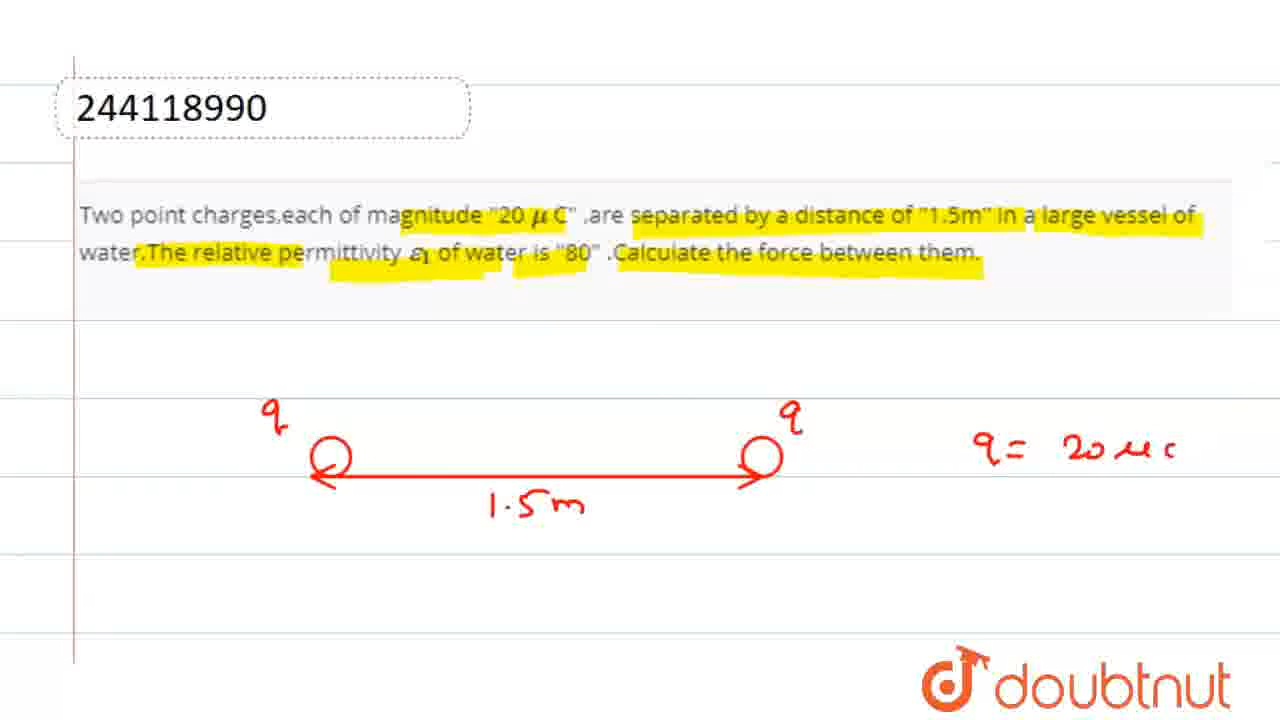 244118990
Two point charges,each of magnitude "20 μ C" ,are separated by a distance of "1.5m" in a large vessel of
water.The relative permittivity ε₁ of water is "80" .Calculate the force between them.
q q
q = 20 μc
1.5m
doubtnut